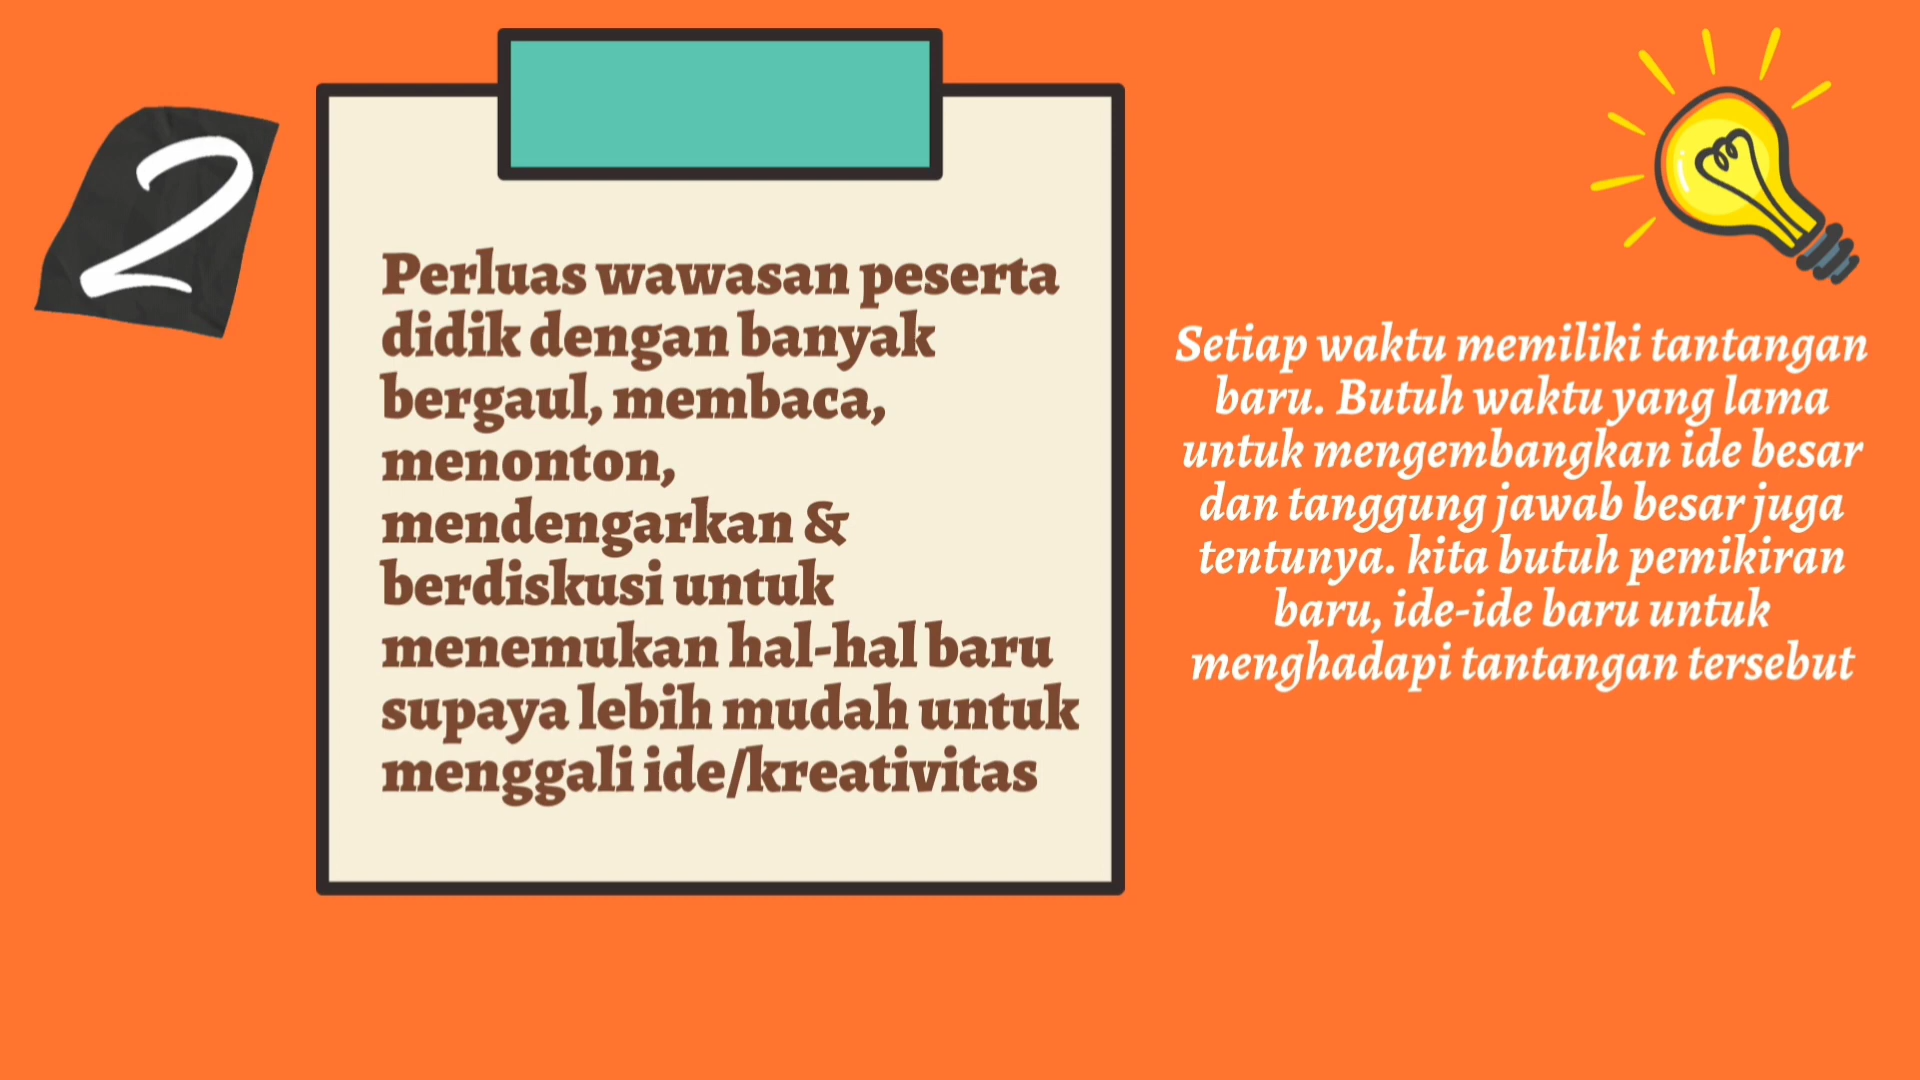 2
Perluas wawasan peserta
didik dengan banyak
bergaul, membaca,
menonton,
mendengarkan &
berdiskusi untuk
menemukan hal-hal baru
supaya lebih mudah untuk
menggali ide/kreativitas
Setiap waktu memiliki tantangan
baru. Butuh waktu yang lama
untuk mengembangkan ide besar
dan tanggung jawab besar juga
tentunya. kita butuh pemikiran
baru, ide-ide baru untuk
menghadapi tantangan tersebut